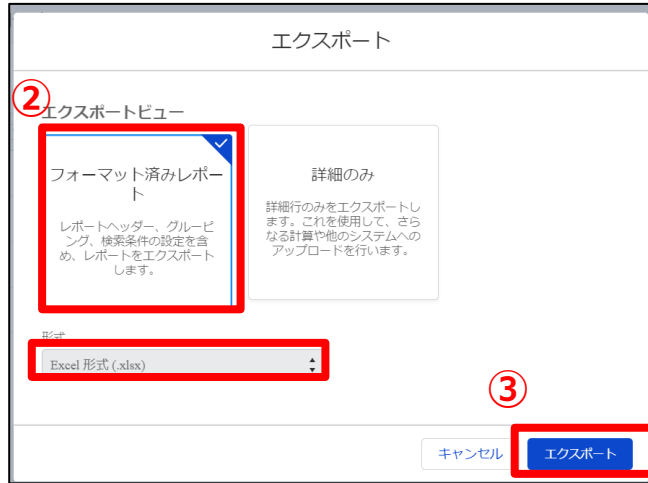 エクスポート
②
エクスポートビュー
フォーマット済みレポー
ト
レポートヘッダー、グルーピ
ング、検索条件の設定を含
め、レポートをエクスポート
します。
詳細のみ
詳細行のみをエクスポートし
ます。これを使用して、さら
なる計算や他のシステムへの
アップロードを行います。
形式
Excel 形式 (.xlsx)
③
キャンセル
エクスポート